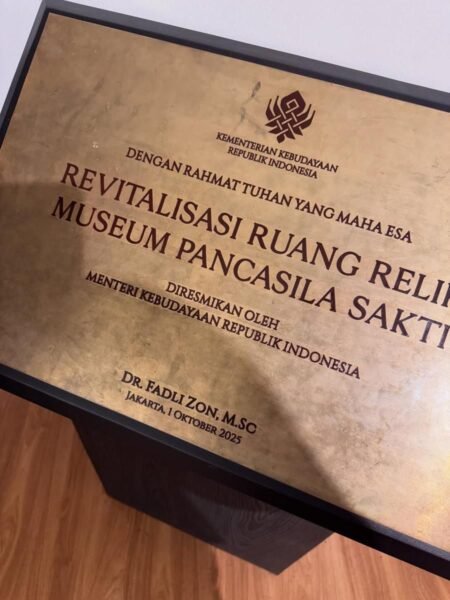 KEMENTERIAN KEBUDAYAAN
REPUBLIK INDONESIA
DENGAN RAHMAT TUHAN YANG MAHA ESA
REVITALISASI RUANG
MUSEUM PANCASILA SAKTI
DIRESMIKAN OLEH
MENTERI KEBUDAYAAN REPUBLIK INDONESIA
DR. FADLI ZON, M.SC
JAKARTA, 1 OKTOBER 2025